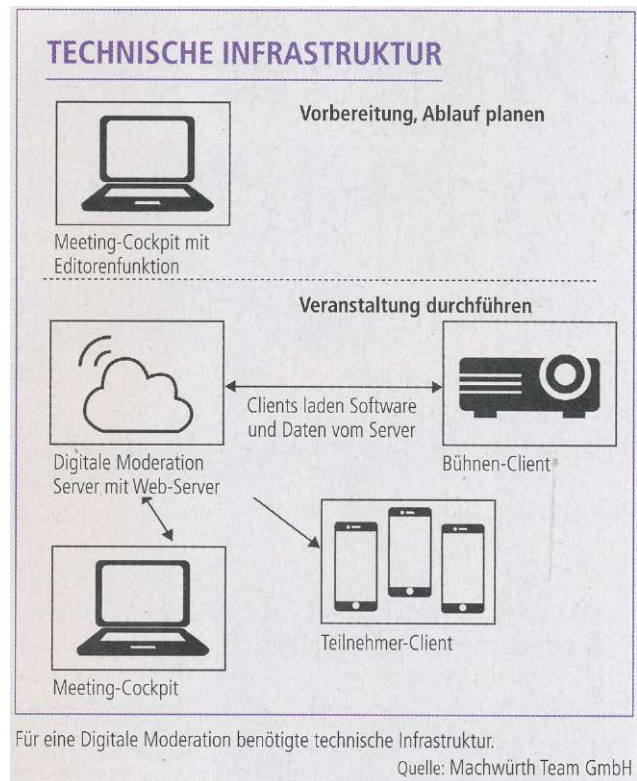 TECHNISCHE INFRASTRUKTUR
Vorbereitung, Ablauf planen
Meeting-Cockpit mit
Editorenfunktion
Veranstaltung durchführen
Clients laden Software
und Daten vom Server
Digitale Moderation
Server mit Web-Server
Bühnen-Client
Teilnehmer-Client
Meeting-Cockpit
Für eine Digitale Moderation benötigte technische Infrastruktur.
Quelle: Machwürth Team GmbH